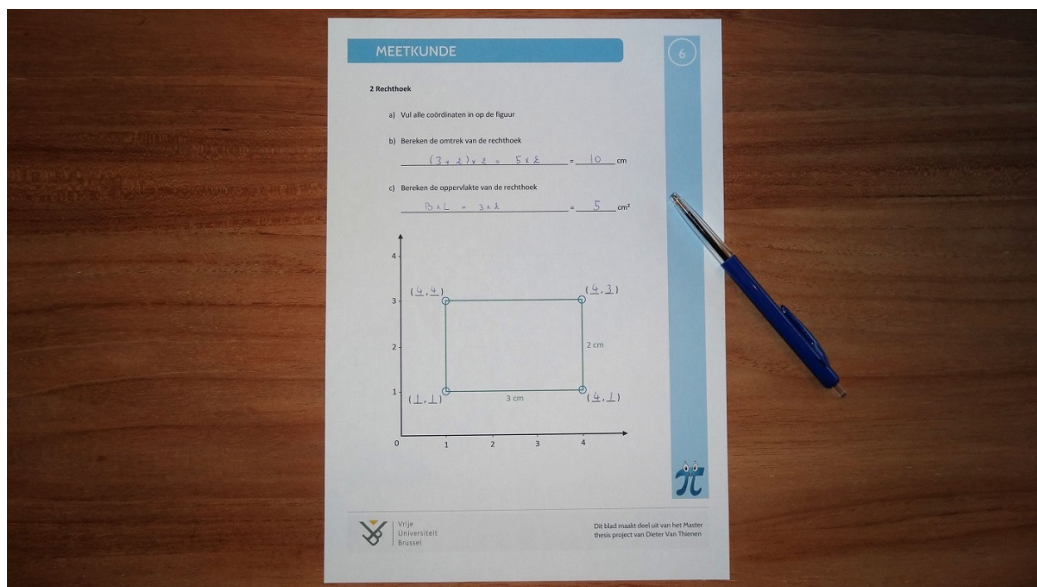 MEETKUNDE
6
2 Rechthoek
a) Vul alle coördinaten in op de figuur
b) Bereken de omtrek van de rechthoek
(3 + 2) x 2 = 5 x 2 = 10 cm
c) Bereken de oppervlakte van de rechthoek
B x L = 3 x 2 = 5 cm²
4
(4, 4) (4, 3)
3
2 2 cm
1
(1, 1) 3 cm (4, 1)
0 1 2 3 4
π
Vrije
Universiteit
Brussel
Dit blad maakt deel uit van het Master
thesis project van Dieter Van Thienen